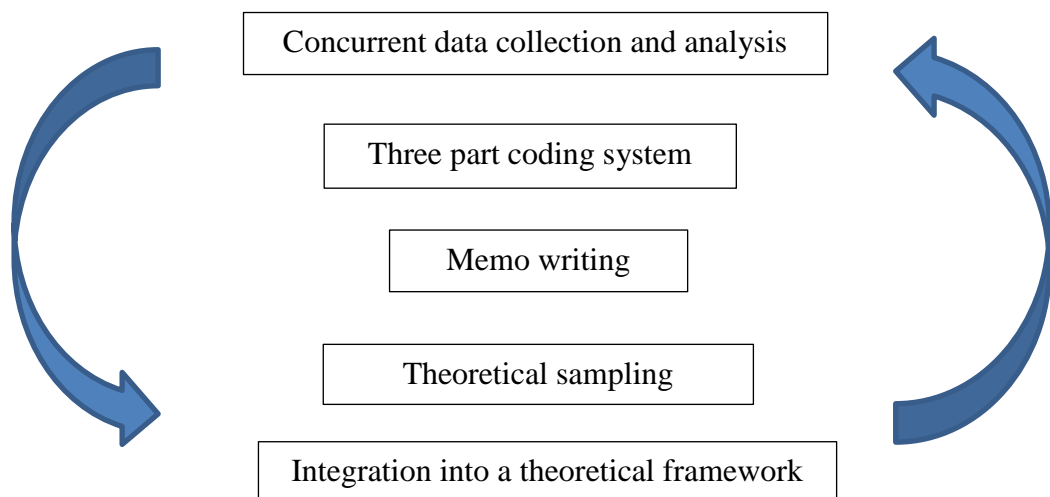 Concurrent data collection and analysis
Three part coding system
Memo writing
Theoretical sampling
Integration into a theoretical framework